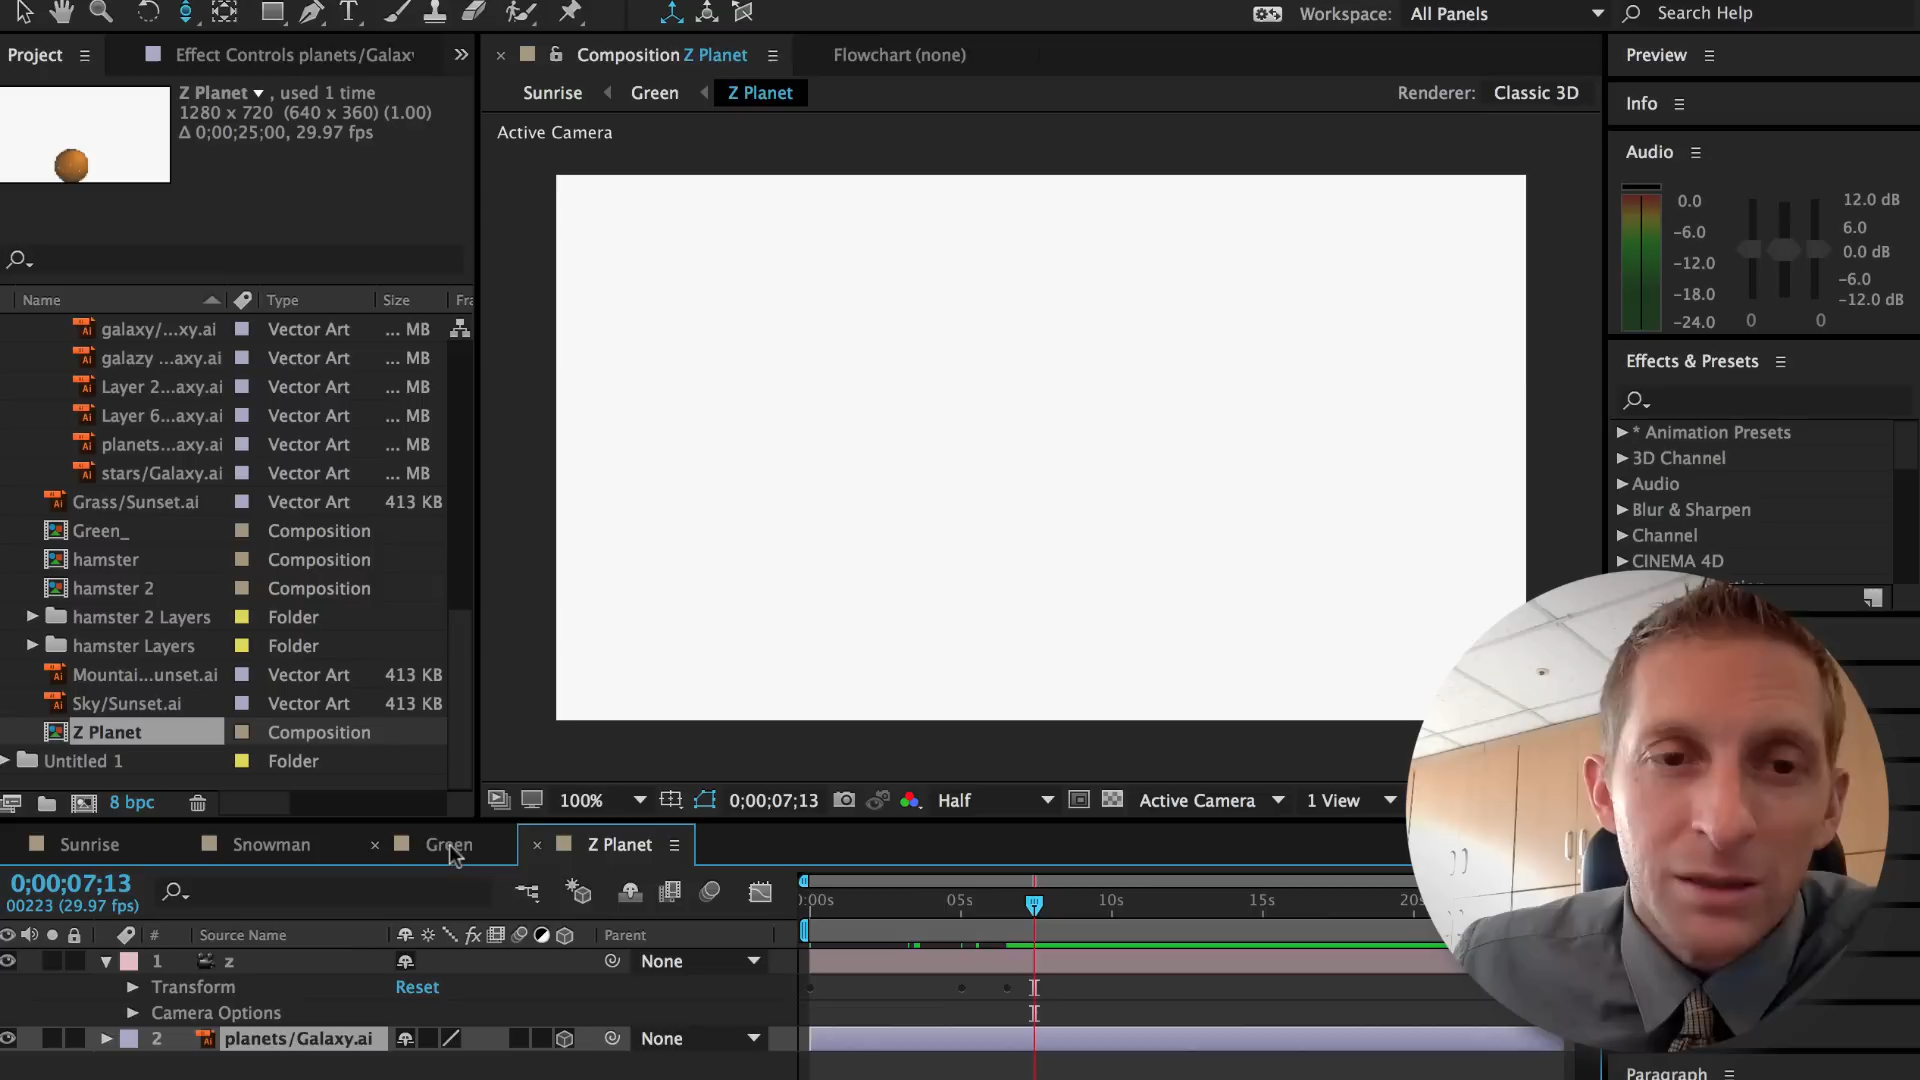 Workspace: All Panels Search Help
Project Effect Controls planets/Galax
Composition Z Planet Flowchart (none)
Preview
Z Planet , used 1 time
1280 x 720 (640 x 360) (1.00)
Δ 0;00;25;00, 29.97 fps
Sunrise Green Z Planet Renderer: Classic 3D
Active Camera
Info
Audio
0.0
-6.0
-12.0
-18.0
-24.0
12.0 dB
6.0
0.0 dB
-6.0
-12.0 dB
0 0
Effects & Presets
* Animation Presets
3D Channel
Audio
Blur & Sharpen
Channel
CINEMA 4D
Name Type Size Fra
galaxy/...xy.ai Vector Art ... MB
galazy ...axy.ai Vector Art ... MB
Layer 2...axy.ai Vector Art ... MB
Layer 6...axy.ai Vector Art ... MB
planets...axy.ai Vector Art ... MB
stars/Galaxy.ai Vector Art ... MB
Grass/Sunset.ai Vector Art 413 KB
Green_ Composition
hamster Composition
hamster 2 Composition
hamster 2 Layers Folder
hamster Layers Folder
Mountai...unset.ai Vector Art 413 KB
Sky/Sunset.ai Vector Art 413 KB
Z Planet Composition
Untitled 1 Folder
8 bpc
100% 0;00;07;13 Half Active Camera 1 View
Sunrise Snowman Green Z Planet
0;00;07;13
00223 (29.97 fps)
0:00s 05s 10s 15s 20s
# Source Name fx Parent
1 z None
Transform Reset
Camera Options
2 planets/Galaxy.ai None
Paragraph